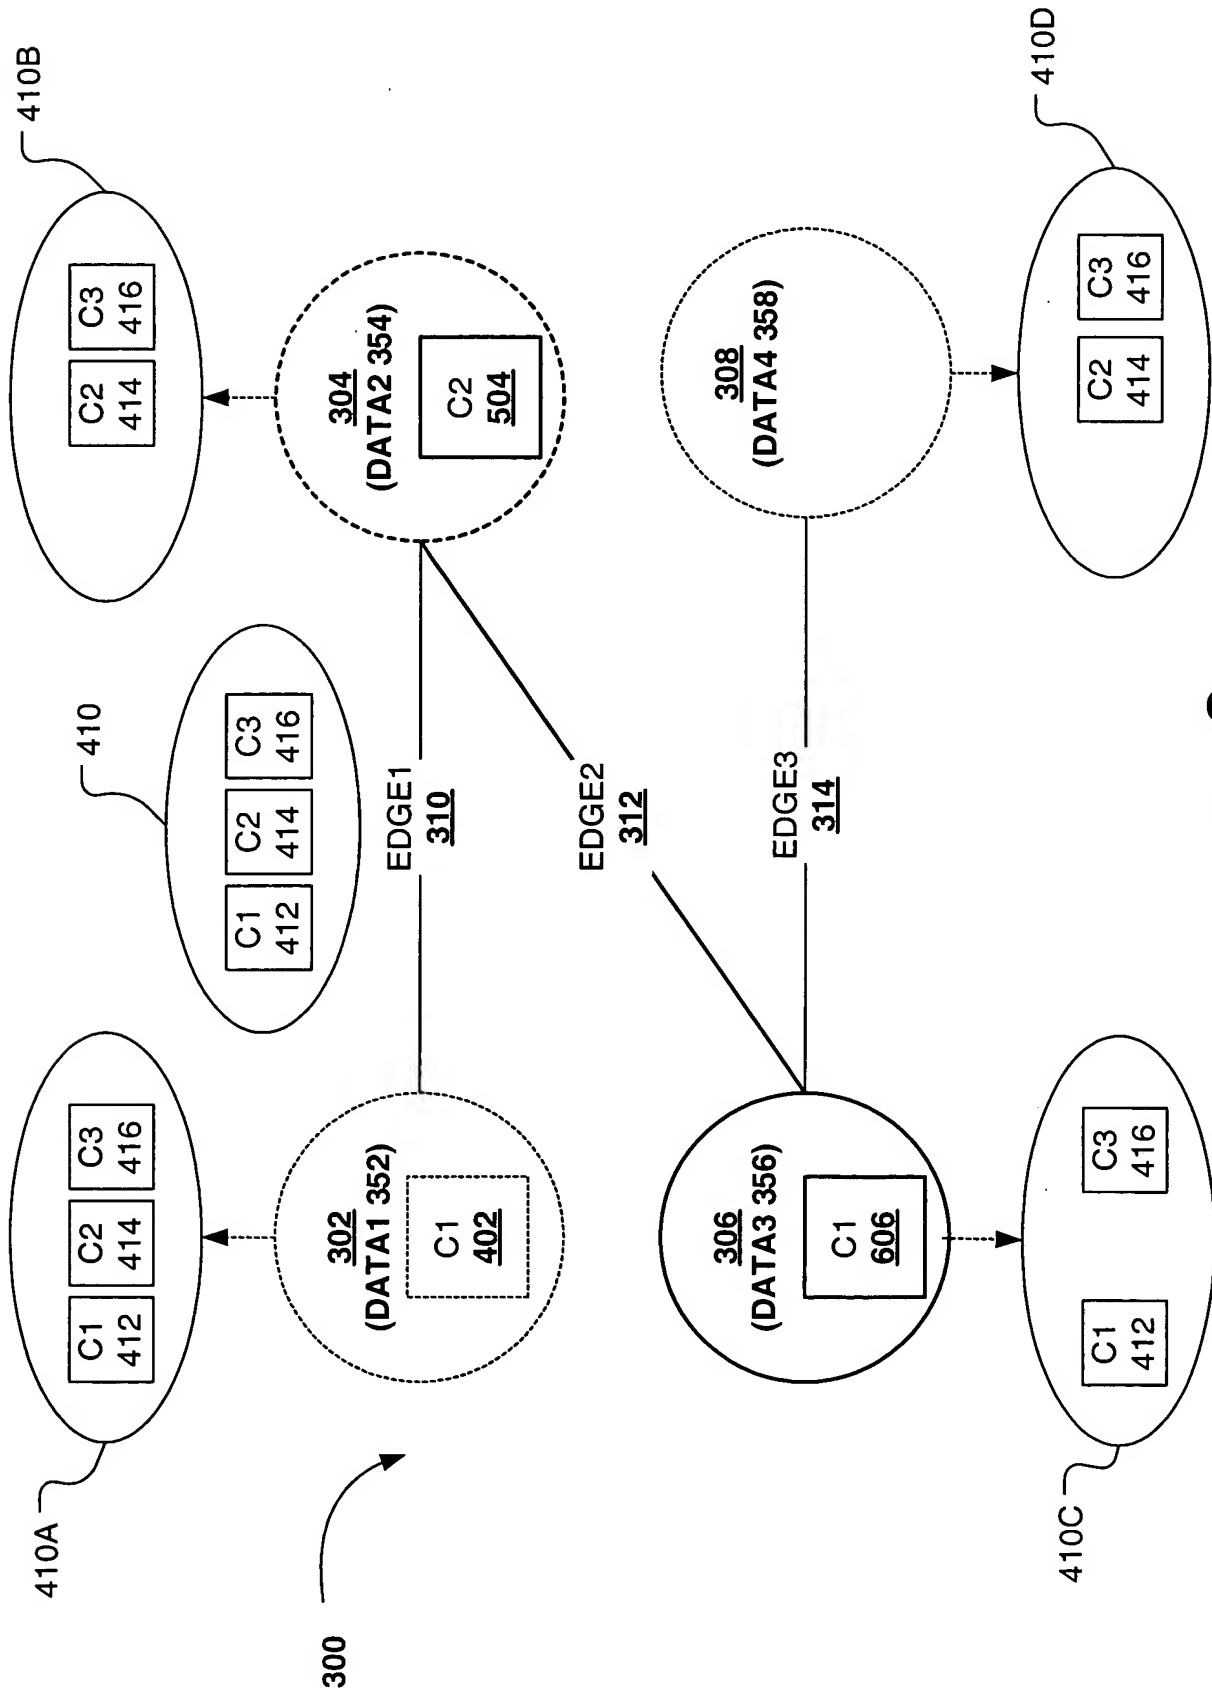 410A
C1
412
C2
414
C3
416
410
C1
412
C2
414
C3
416
410B
C2
414
C3
416
300
302
(DATA1 352)
C1
402
EDGE1
310
304
(DATA2 354)
C2
504
EDGE2
312
306
(DATA3 356)
C1
606
EDGE3
314
308
(DATA4 358)
410C
C1
412
C3
416
410D
C2
414
C3
416